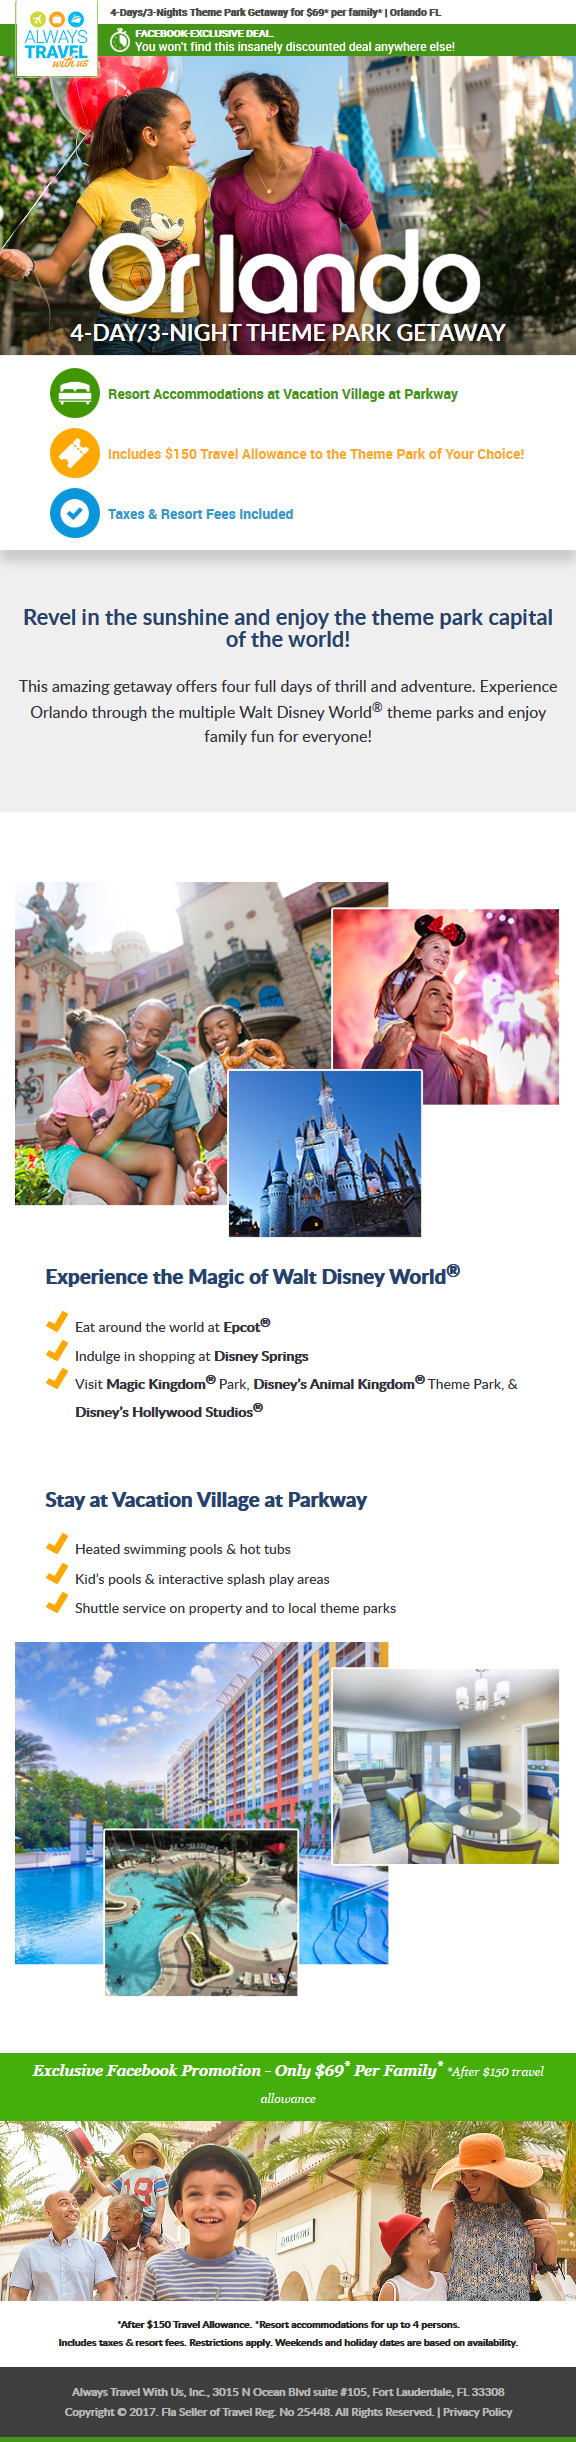 4-Days/3-Nights Theme Park Getaway for $69* per family* | Orlando FL
ALWAYS
TRAVEL
with us
FACEBOOK-EXCLUSIVE DEAL.
You won't find this insanely discounted deal anywhere else!
Orlando
4-DAY/3-NIGHT THEME PARK GETAWAY
Resort Accommodations at Vacation Village at Parkway
Includes $150 Travel Allowance to the Theme Park of Your Choice!
Taxes & Resort Fees Included
Revel in the sunshine and enjoy the theme park capital
of the world!
This amazing getaway offers four full days of thrill and adventure. Experience
Orlando through the multiple Walt Disney World® theme parks and enjoy
family fun for everyone!
Experience the Magic of Walt Disney World®
Eat around the world at Epcot®
Indulge in shopping at Disney Springs
Visit Magic Kingdom® Park, Disney's Animal Kingdom® Theme Park, &
Disney's Hollywood Studios®
Stay at Vacation Village at Parkway
Heated swimming pools & hot tubs
Kid's pools & interactive splash play areas
Shuttle service on property and to local theme parks
Exclusive Facebook Promotion - Only $69* Per Family* *After $150 travel
allowance
18
*After $150 Travel Allowance. *Resort accommodations for up to 4 persons.
Includes taxes & resort fees. Restrictions apply. Weekends and holiday dates are based on availability.
Always Travel With Us, Inc., 3015 N Ocean Blvd suite #105, Fort Lauderdale, FL 33308
Copyright © 2017. Fla Seller of Travel Reg. No 25448. All Rights Reserved. | Privacy Policy